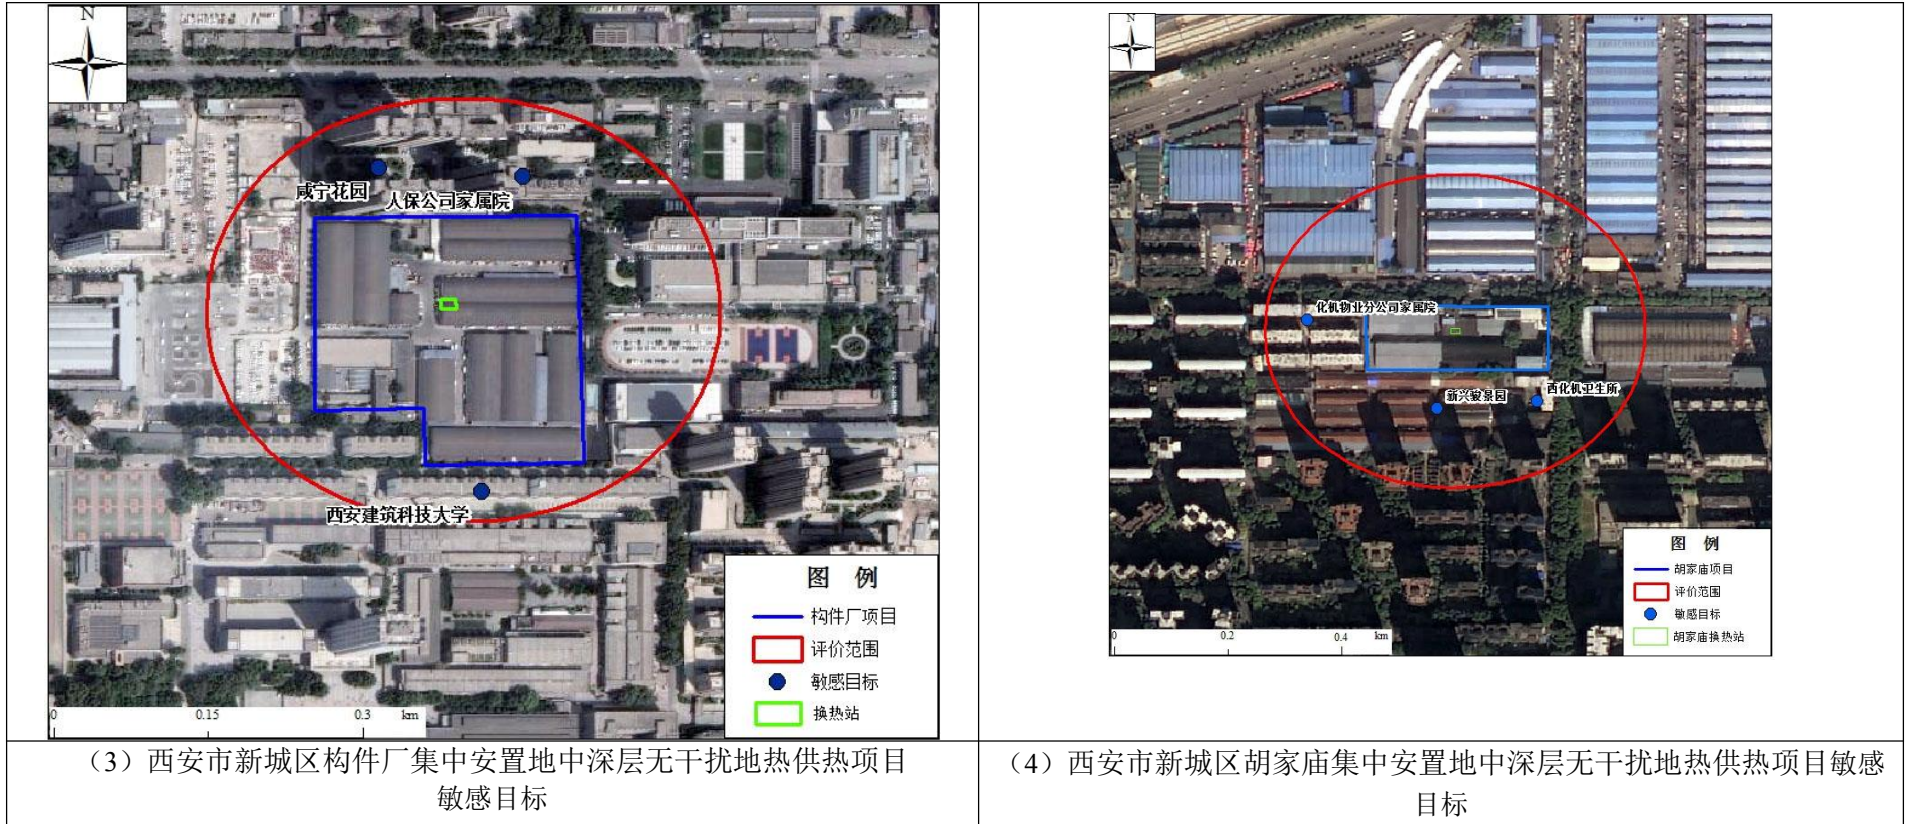 N
咸宁花园
人保公司家属院
西安建筑科技大学
图 例
构件厂项目
评价范围
敏感目标
换热站
0 0.15 0.3 km
（3）西安市新城区构件厂集中安置地中深层无干扰地热供热项目
敏感目标
N
化机物业分公司家属院
新兴骏景园
西化机卫生所
图 例
胡家庙项目
评价范围
敏感目标
胡家庙换热站
0 0.2 0.4 km
（4）西安市新城区胡家庙集中安置地中深层无干扰地热供热项目敏感
目标